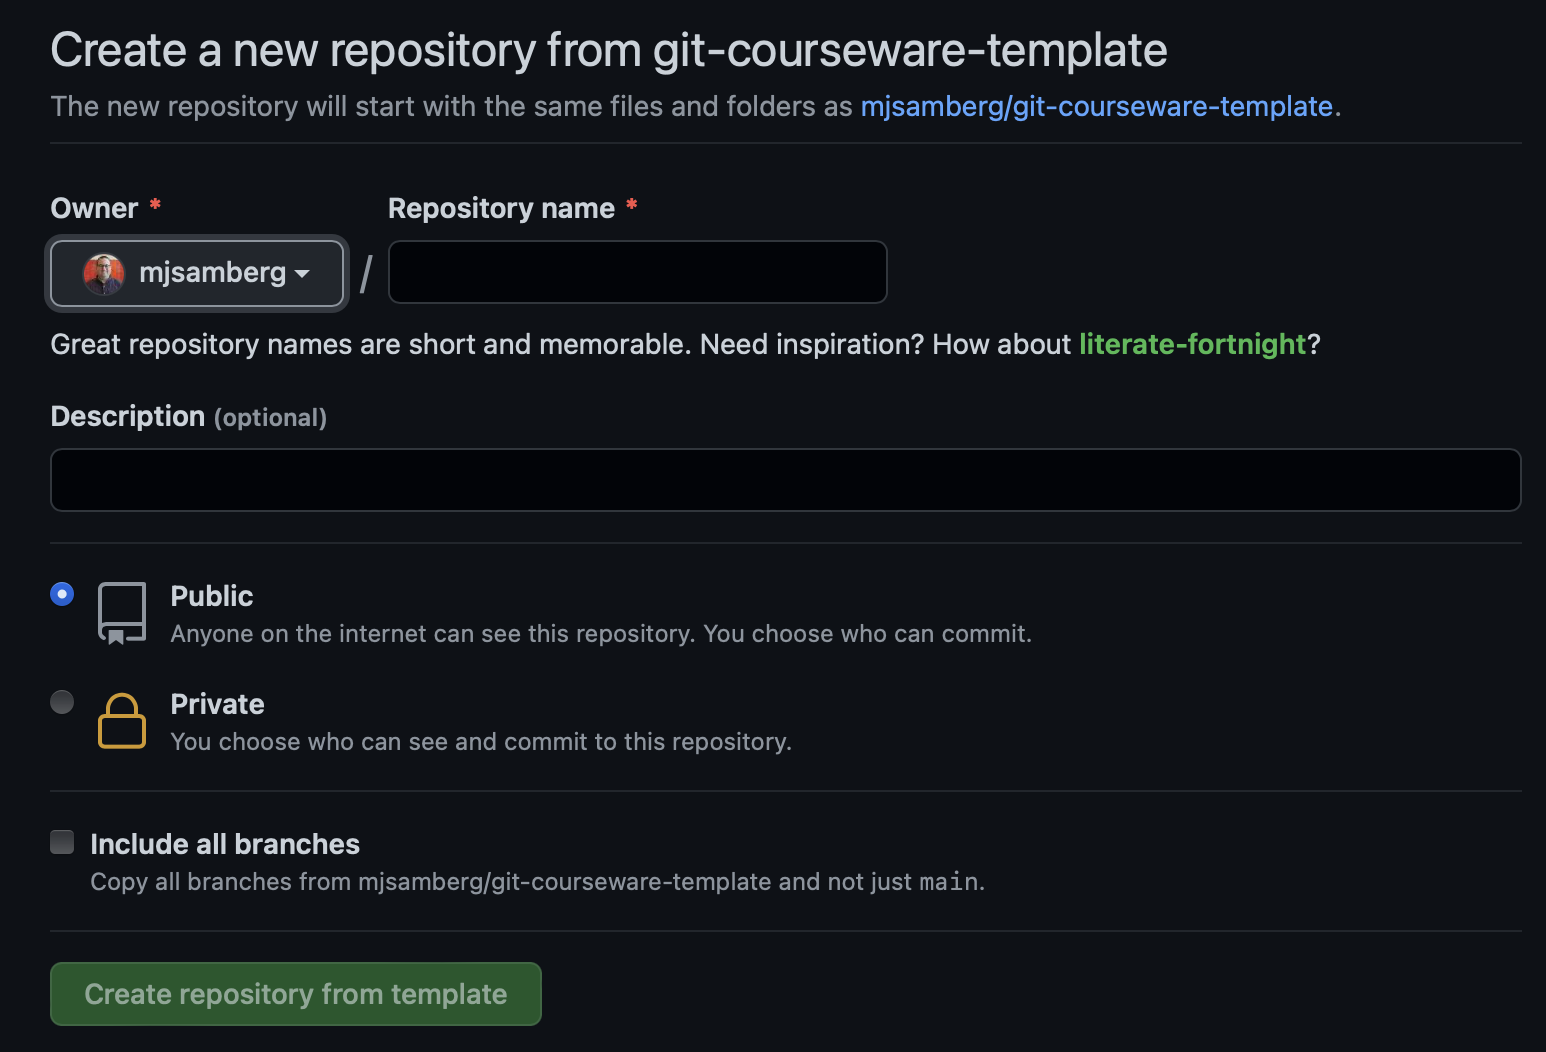 Create a new repository from git-courseware-template
The new repository will start with the same files and folders as mjsamberg/git-courseware-template.
Owner * Repository name *
mjsamberg /
Great repository names are short and memorable. Need inspiration? How about literate-fortnight?
Description (optional)
Public
Anyone on the internet can see this repository. You choose who can commit.
Private
You choose who can see and commit to this repository.
Include all branches
Copy all branches from mjsamberg/git-courseware-template and not just main.
Create repository from template